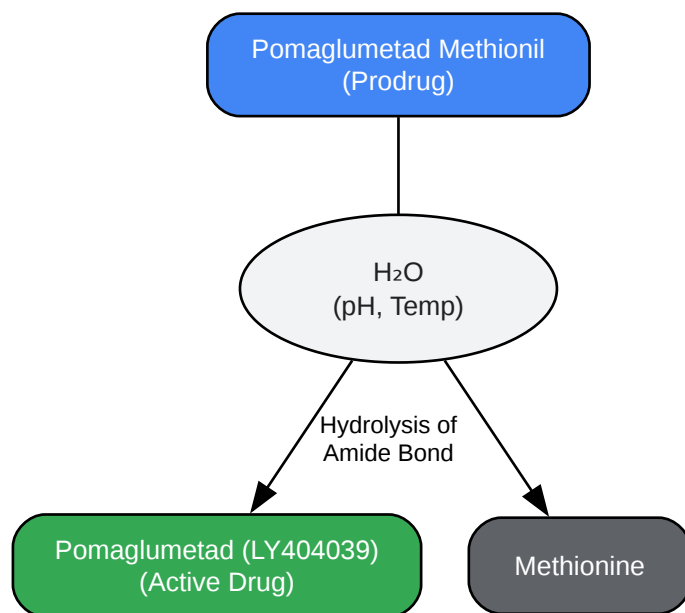 Pomaglumetad Methionil
(Prodrug)
H₂O
(pH, Temp)
Hydrolysis of
Amide Bond
Pomaglumetad (LY404039)
(Active Drug)
Methionine